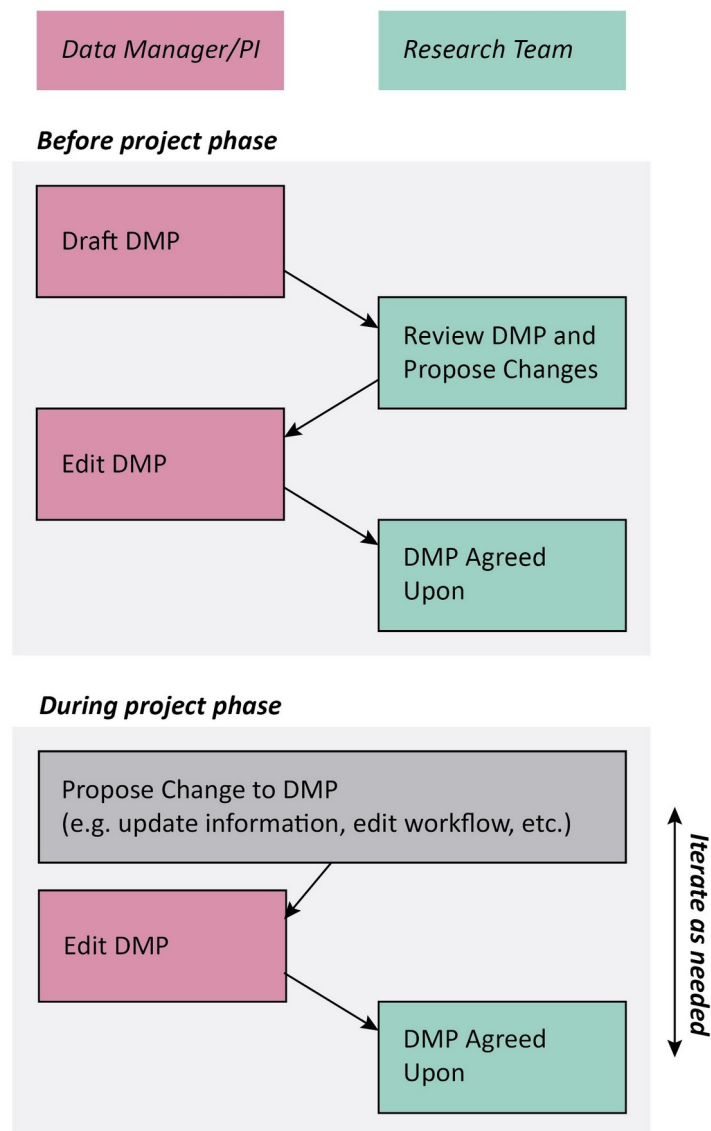 Data Manager/PI
Research Team
Before project phase
Draft DMP
Review DMP and
Propose Changes
Edit DMP
DMP Agreed
Upon
During project phase
Propose Change to DMP
(e.g. update information, edit workflow, etc.)
Iterate as needed
Edit DMP
DMP Agreed
Upon